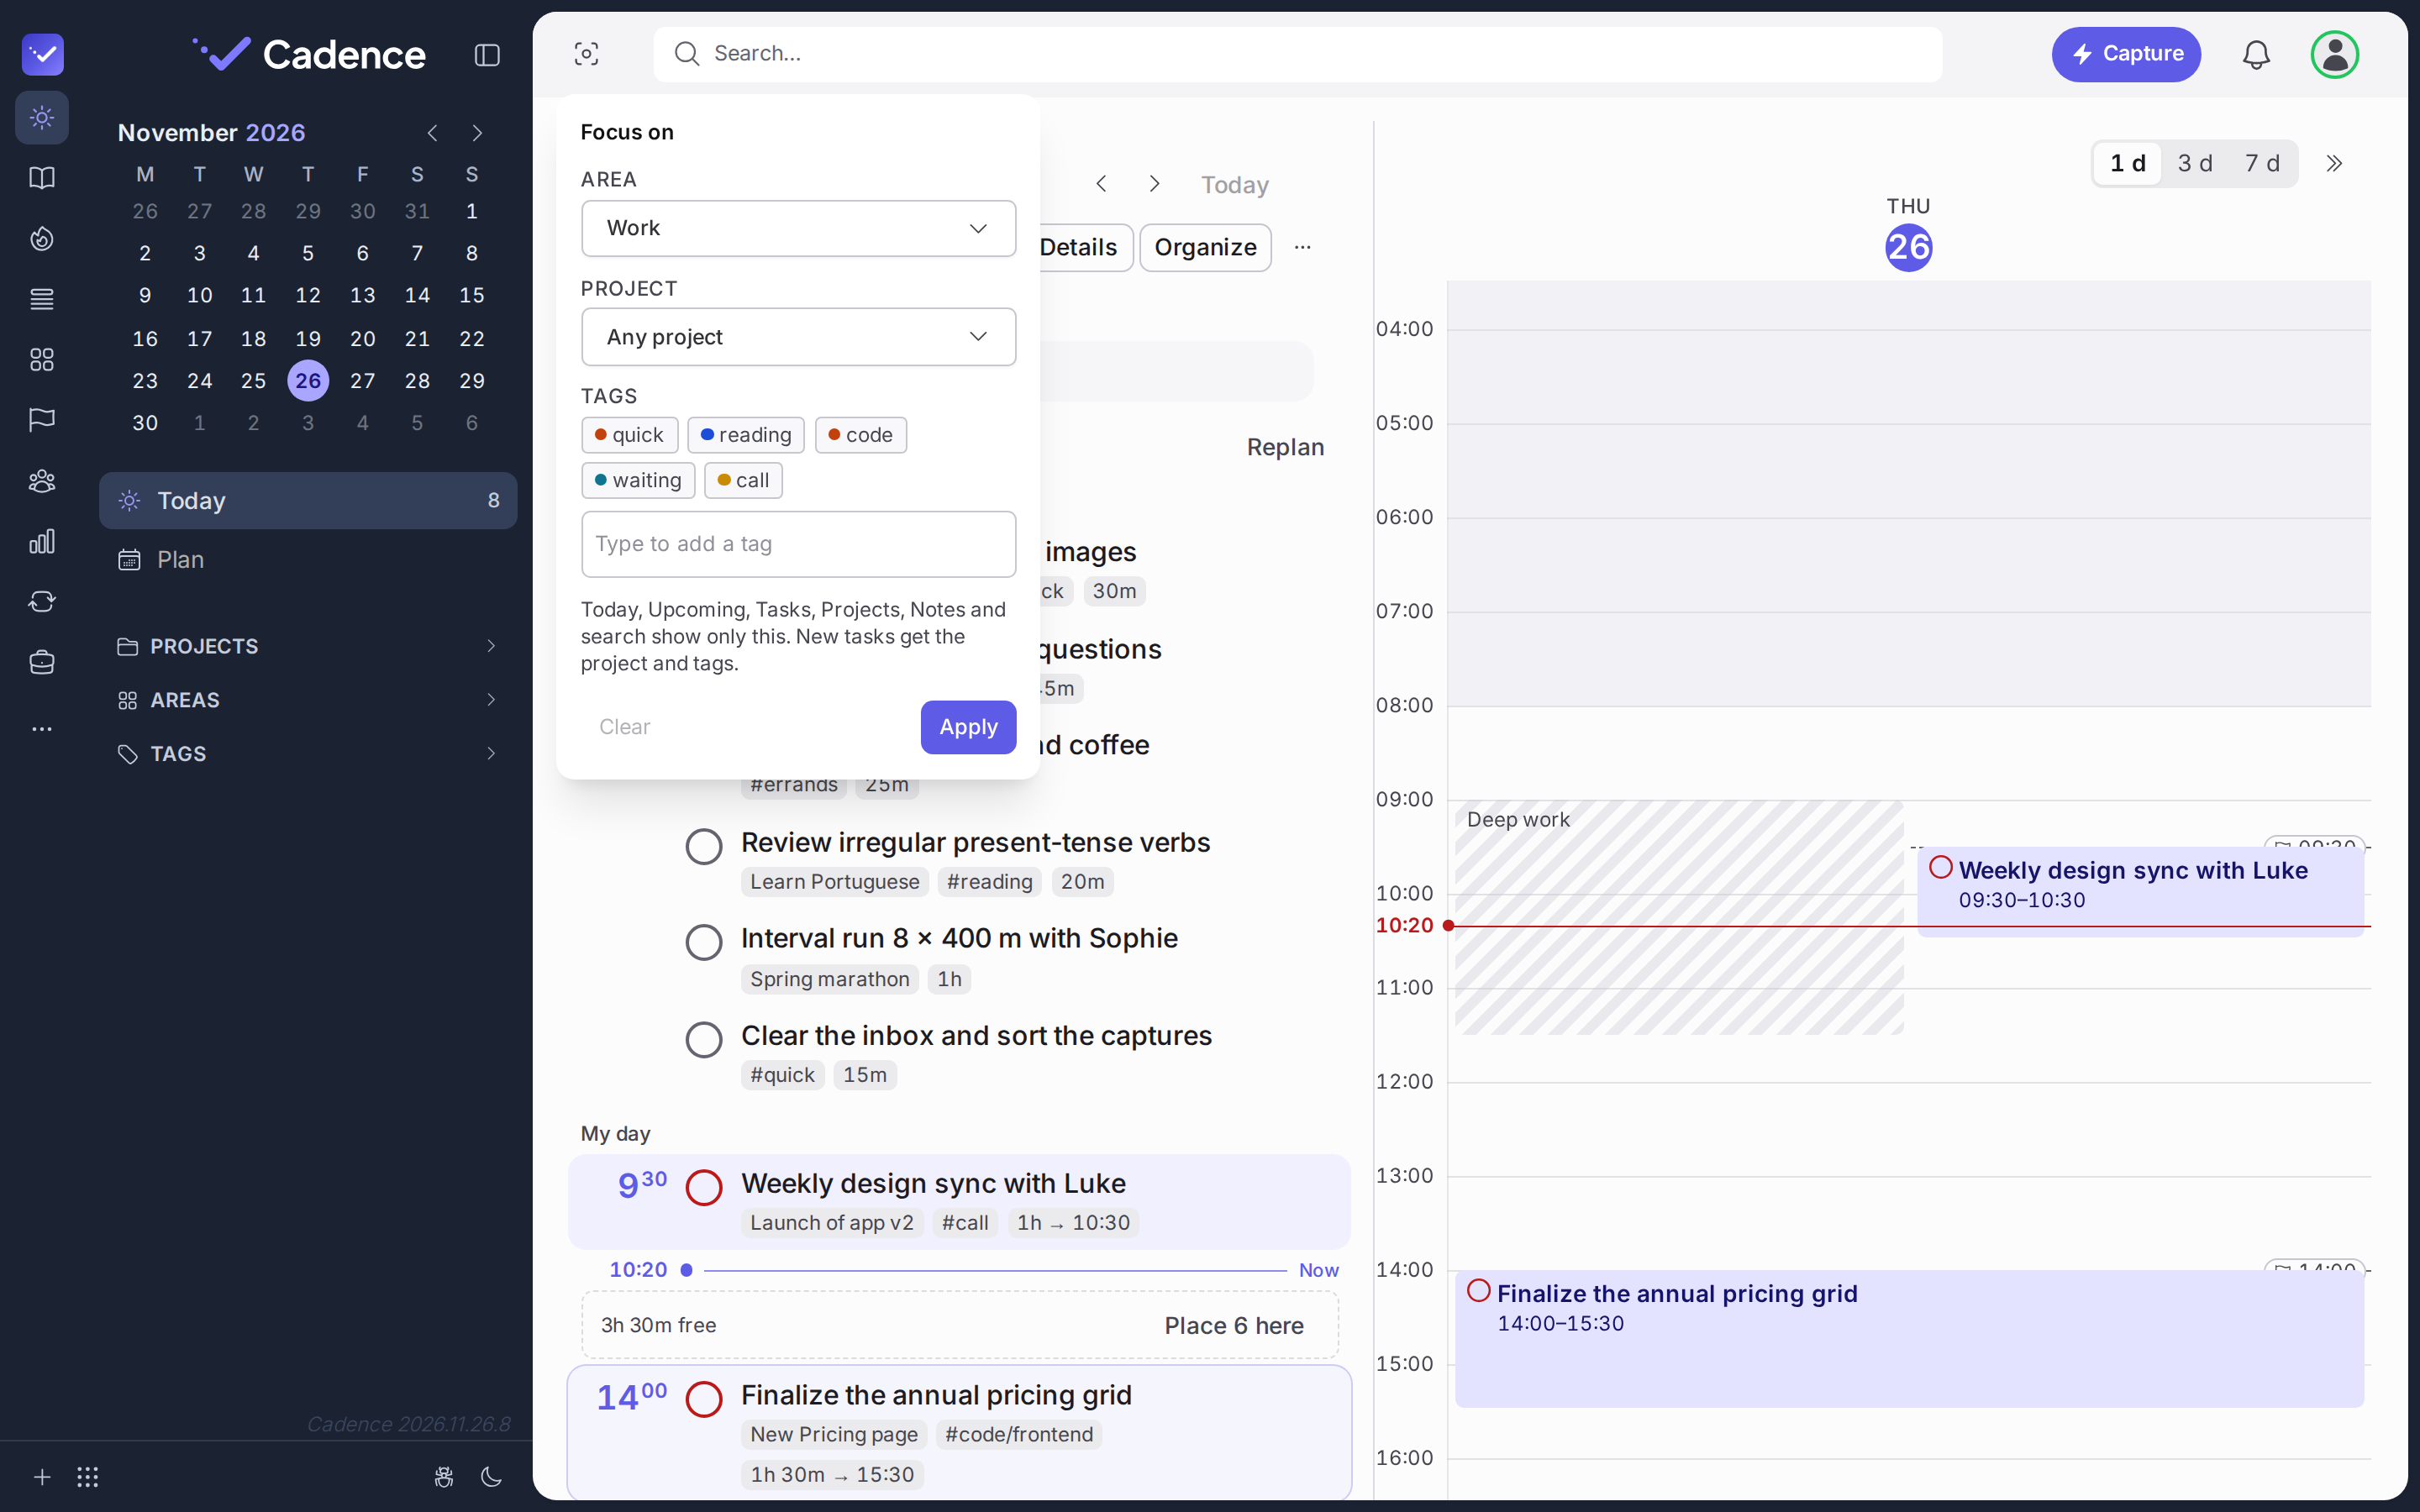 Cadence
November 2026
M T W T F S S
26 27 28 29 30 31 1
2 3 4 5 6 7 8
9 10 11 12 13 14 15
16 17 18 19 20 21 22
23 24 25 26 27 28 29
30 1 2 3 4 5 6
Today 8
Plan
PROJECTS
AREAS
TAGS
Cadence 2026.11.26.8
Search...
Capture
Focus on
AREA
Work
PROJECT
Any project
TAGS
quick reading code
waiting call
Type to add a tag
Today, Upcoming, Tasks, Projects, Notes and
search show only this. New tasks get the
project and tags.
Clear Apply
Today
Details Organize ...
Replan
images
30m
questions
coffee
#errands 25m
Review irregular present-tense verbs
Learn Portuguese #reading 20m
Interval run 8 × 400 m with Sophie
Spring marathon 1h
Clear the inbox and sort the captures
#quick 15m
My day
9 30 Weekly design sync with Luke
Launch of app v2 #call 1h → 10:30
10:20 Now
3h 30m free Place 6 here
14 00 Finalize the annual pricing grid
New Pricing page #code/frontend
1h 30m → 15:30
1 d 3 d 7 d
THU
26
04:00
05:00
06:00
07:00
08:00
09:00
Deep work
Weekly design sync with Luke
09:30–10:30
10:00
10:20
11:00
12:00
13:00
14:00
Finalize the annual pricing grid
14:00–15:30
15:00
16:00